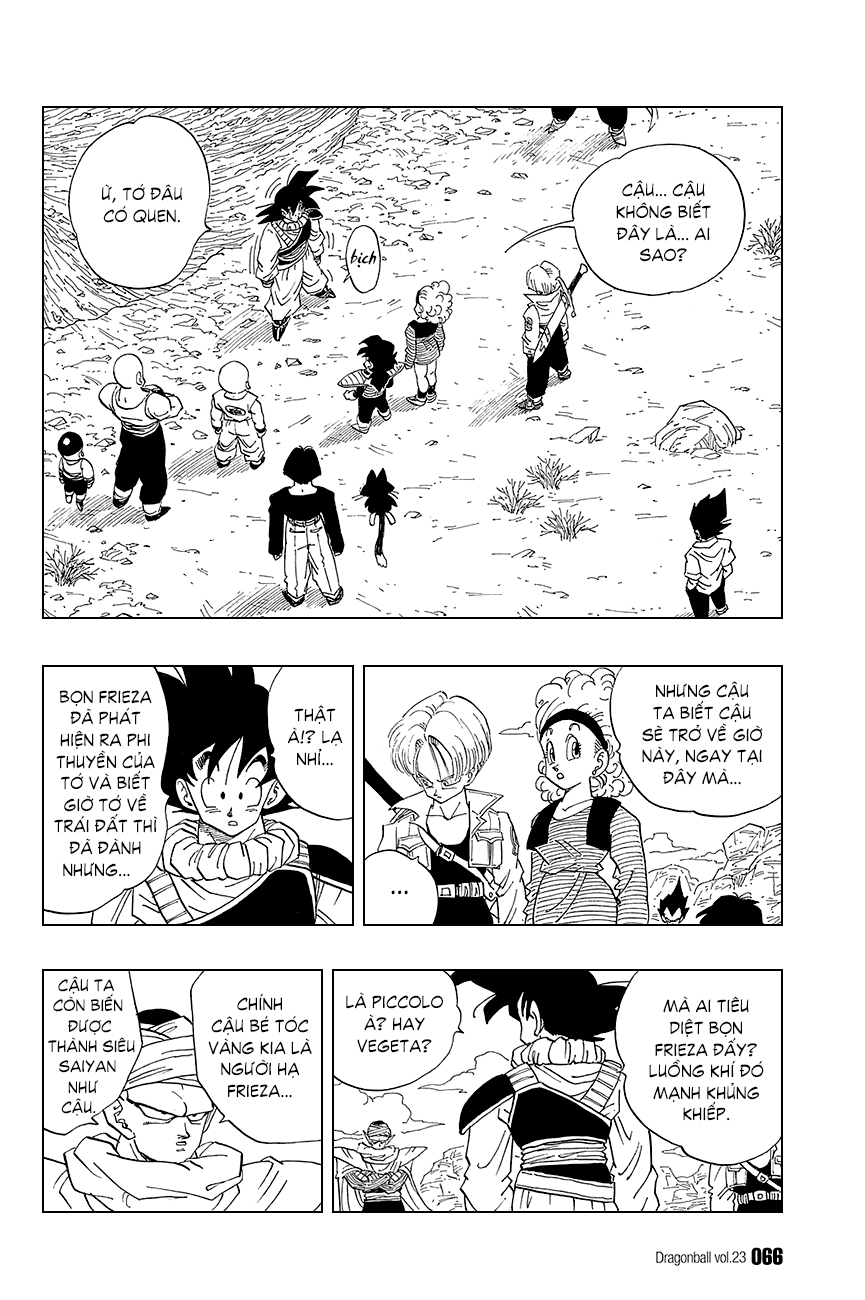 CẬU... CẬU
KHÔNG BIẾT
ĐÂY LÀ... AI
SAO?
bịch
Ừ, TỚ ĐÂU
CÓ QUEN.
NHƯNG CẬU
TA BIẾT CẬU
SẼ TRỞ VỀ GIỜ
NÀY, NGAY TẠI
ĐÂY MÀ...
...
THẬT
À!? LẠ
NHỈ...
BỌN FRIEZA
ĐÃ PHÁT
HIỆN RA PHI
THUYỀN CỦA
TỚ VÀ BIẾT
GIỜ TỚ VỀ
TRÁI ĐẤT THÌ
ĐÃ ĐÀNH
NHƯNG...
MÀ AI TIÊU
DIỆT BỌN
FRIEZA ĐẤY?
LUỒNG KHÍ ĐÓ
MẠNH KHỦNG
KHIẾP.
LÀ PICCOLO
À? HAY
VEGETA?
CHÍNH
CẬU BÉ TÓC
VÀNG KIA LÀ
NGƯỜI HẠ
FRIEZA...
CẬU TA
CÒN BIẾN
ĐƯỢC
THÀNH SIÊU
SAIYAN
NHƯ
CẬU.
Dragonball vol.23 066